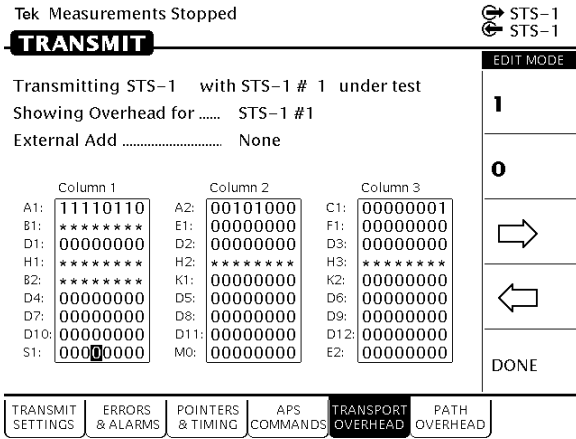 Tek Measurements Stopped
STS-1
STS-1
TRANSMIT
EDIT MODE
Transmitting STS-1 with STS-1 # 1 under test
Showing Overhead for ...... STS-1 #1
External Add ............................ None
1
0
DONE
Column 1 Column 2 Column 3
A1: 11110110 A2: 00101000 C1: 00000001
B1: ******** E1: 00000000 F1: 00000000
D1: 00000000 D2: 00000000 D3: 00000000
H1: ******** H2: ******** H3: ********
B2: ******** K1: 00000000 K2: 00000000
D4: 00000000 D5: 00000000 D6: 00000000
D7: 00000000 D8: 00000000 D9: 00000000
D10: 00000000 D11: 00000000 D12: 00000000
S1: 00000000 M0: 00000000 E2: 00000000
TRANSMIT SETTINGS
ERRORS & ALARMS
POINTERS & TIMING
APS COMMANDS
TRANSPORT OVERHEAD
PATH OVERHEAD